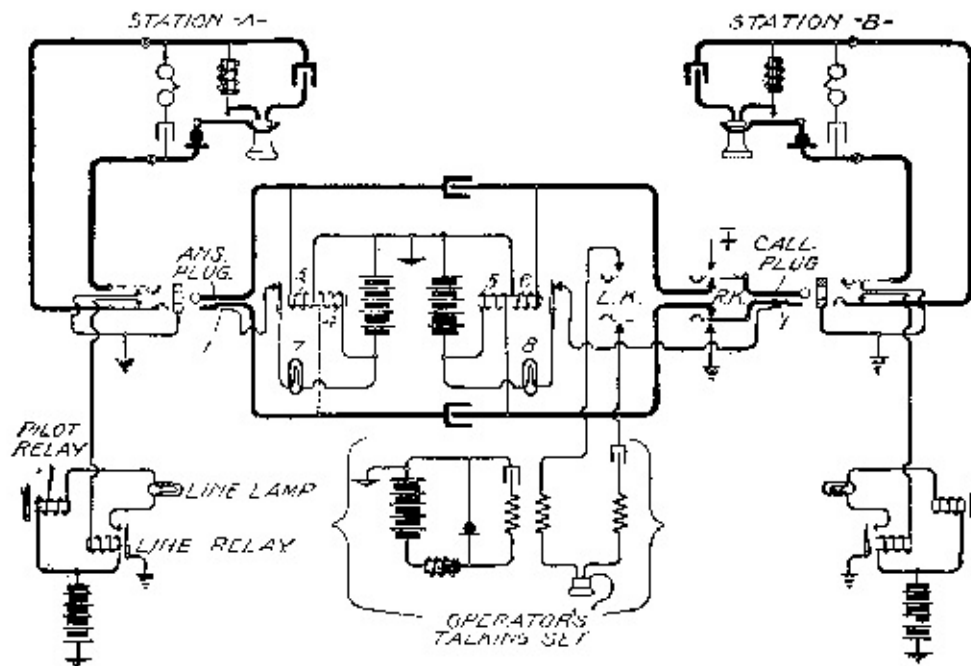 STATION -A-
STATION -B-
ANS.
PLUG.
CALL.
PLUG
5
5
6
L.K.
R.K.
7
8
PILOT
RELAY
LINE LAMP
LINE RELAY
OPERATOR'S
TALKING SET